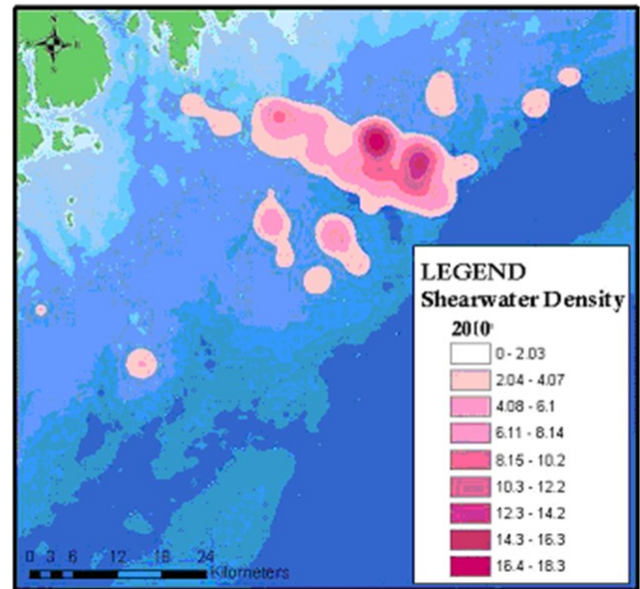 N
E
S
LEGEND
Shearwater Density
2010
0 - 2.03
2.04 - 4.07
4.08 - 6.1
6.11 - 8.14
8.15 - 10.2
10.3 - 12.2
12.3 - 14.2
14.3 - 16.3
16.4 - 18.3
0 3 6 12 18 24
Kilometers